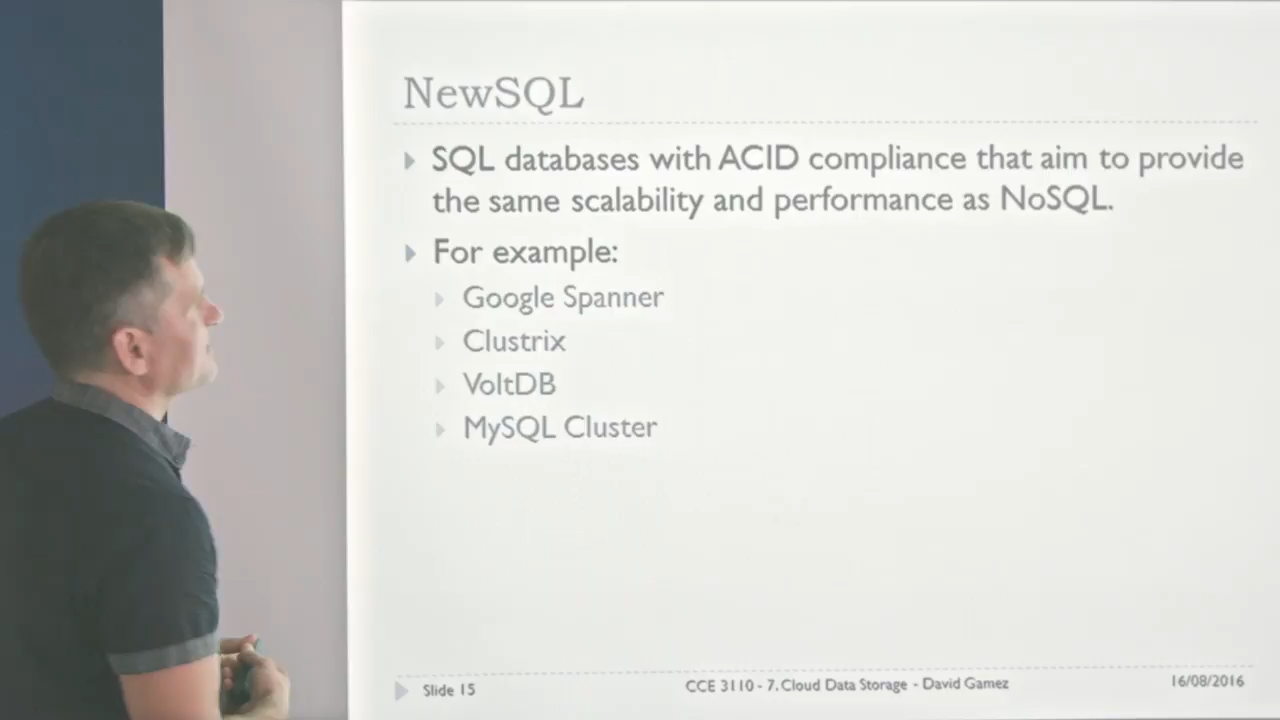 NewSQL
SQL databases with ACID compliance that aim to provide
the same scalability and performance as NoSQL.
For example:
Google Spanner
Clustrix
VoltDB
MySQL Cluster
Slide 15
CCE 3110 - 7. Cloud Data Storage - David Gamez
16/08/2016